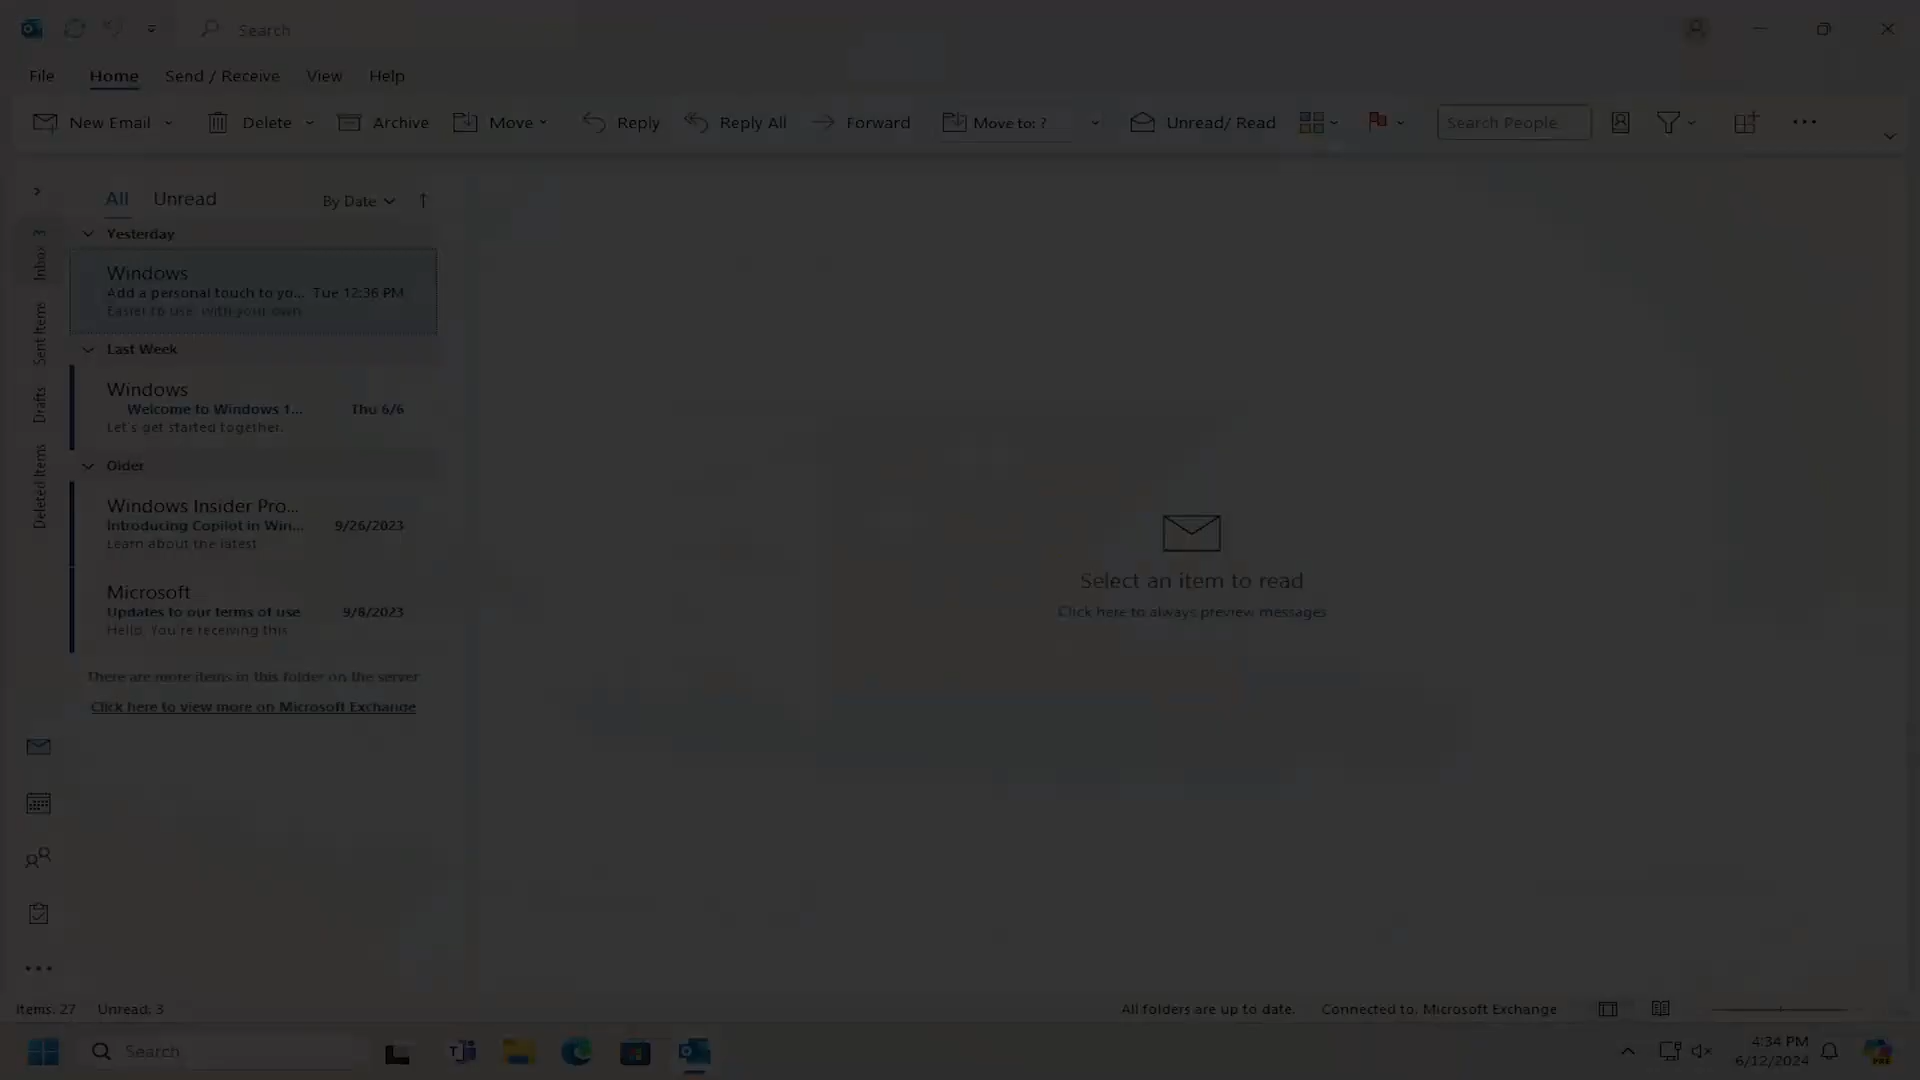 Search
File Home Send / Receive View Help
New Email Delete Archive Move Reply Reply All Forward Move to: ? Unread/ Read Search People
All Unread By Date
Yesterday
Windows
Add a personal touch to yo... Tue 12:36 PM
Easier to use, with your own
Last Week
Windows
Welcome to Windows 1... Thu 6/6
Let's get started together.
Older
Windows Insider Pro...
Introducing Copilot in Win... 9/26/2023
Learn about the latest
Microsoft
Updates to our terms of use 9/8/2023
Hello, You're receiving this
There are more items in this folder on the server
Click here to view more on Microsoft Exchange
Inbox 3
Sent Items
Drafts
Deleted Items
Select an item to read
Click here to always preview messages
Items: 27 Unread: 3
All folders are up to date. Connected to: Microsoft Exchange
Search
4:34 PM
6/12/2024
PRE